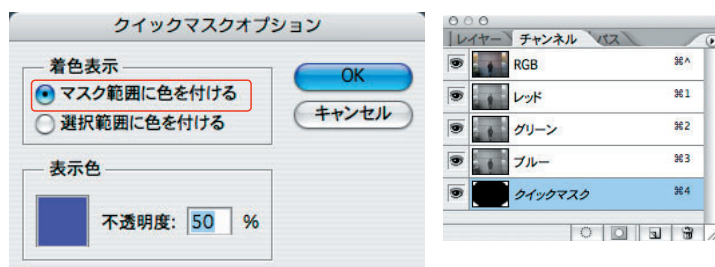 クイックマスクオプション
着色表示
マスク範囲に色を付ける
選択範囲に色を付ける
OK
キャンセル
表示色
不透明度: 50 %
レイヤー チャンネル パス
RGB ⌘^
レッド ⌘1
グリーン ⌘2
ブルー ⌘3
クイックマスク ⌘4